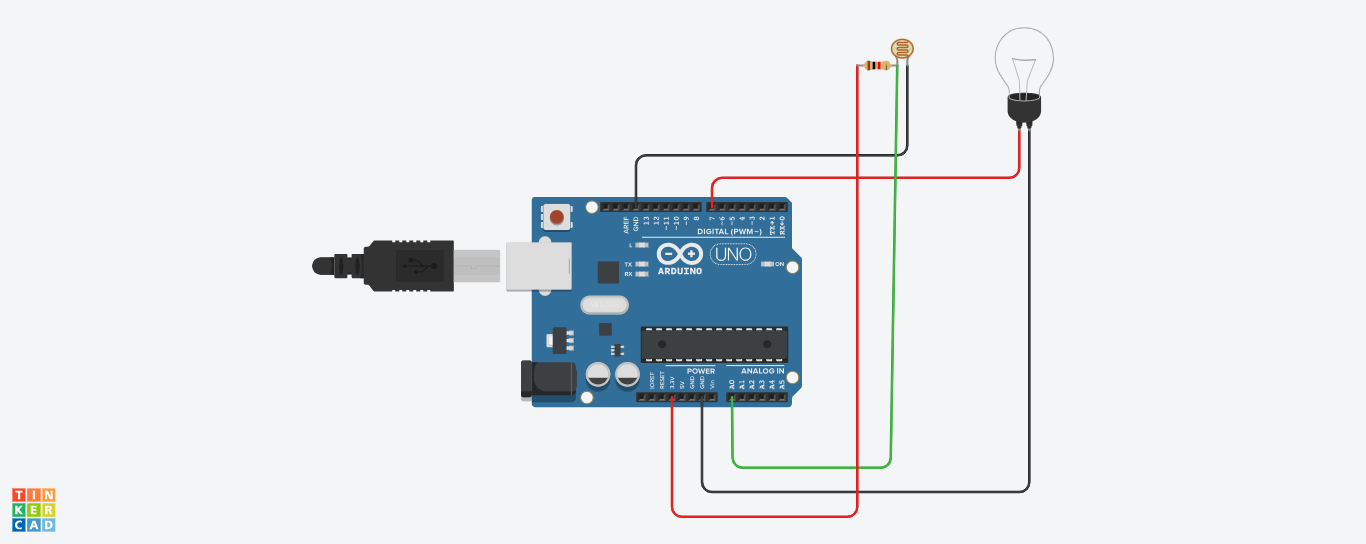 AREF
GND
13
12
~11
~10
~9
8
7
~6
~5
4
~3
2
TX→1
RX←0
DIGITAL (PWM~)
L
TX
RX
UNO
ON
ARDUINO
POWER
ANALOG IN
IOREF
RESET
3.3V
5V
GND
GND
Vin
A0
A1
A2
A3
A4
A5
TIN
KER
CAD